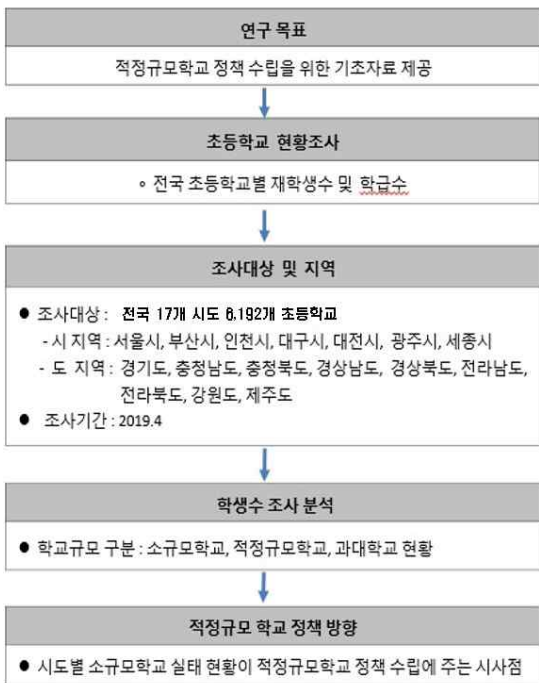 연구 목표
적정규모학교 정책 수립을 위한 기초자료 제공
초등학교 현황조사
∘ 전국 초등학교별 재학생수 및 학급수
조사대상 및 지역
● 조사대상 : 전국 17개 시도 6,192개 초등학교
- 시 지역 : 서울시, 부산시, 인천시, 대구시, 대전시, 광주시, 세종시
- 도 지역 : 경기도, 충청남도, 충청북도, 경상남도, 경상북도, 전라남도,
전라북도, 강원도, 제주도
● 조사기간 : 2019.4
학생수 조사 분석
● 학교규모 구분 : 소규모학교, 적정규모학교, 과대학교 현황
적정규모 학교 정책 방향
● 시도별 소규모학교 실태 현황이 적정규모학교 정책 수립에 주는 시사점